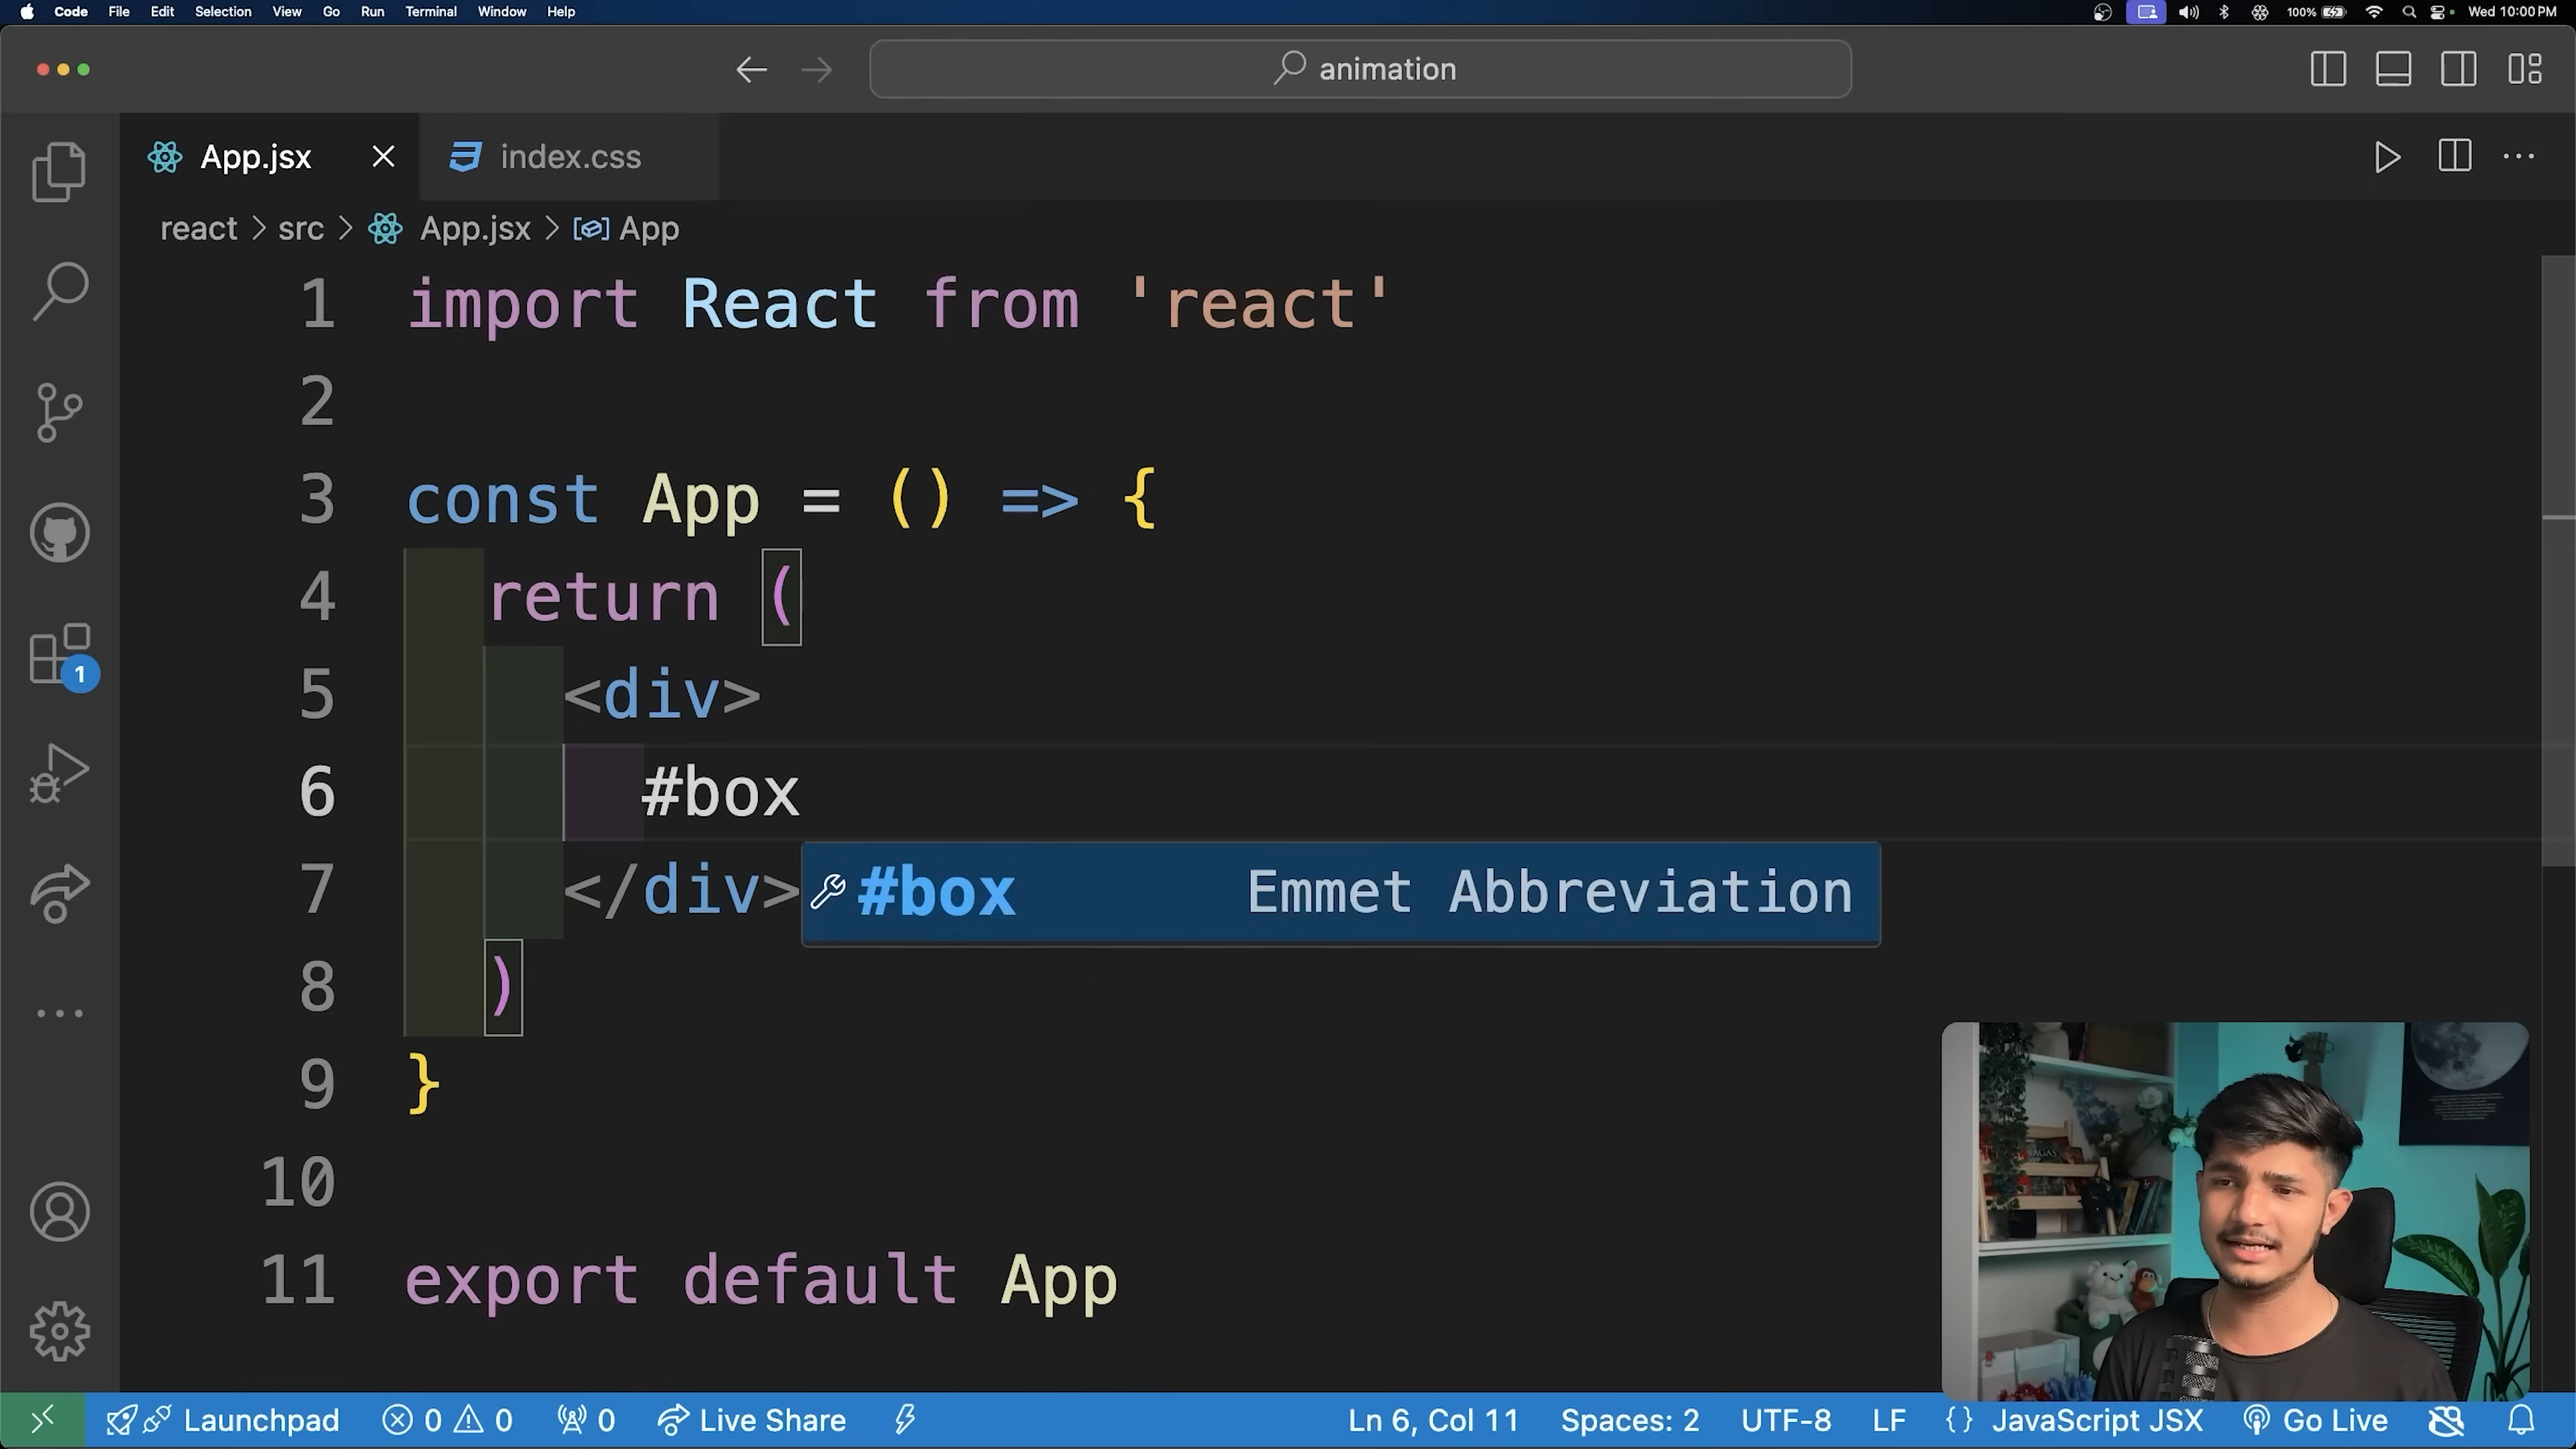 Code File Edit Selection View Go Run Terminal Window Help 100% Wed 10:00 PM
animation
App.jsx index.css
react > src > App.jsx > App
1 import React from 'react'
2
3 const App = () => {
4 return (
5 <div>
6 #box
7 </div>
#box Emmet Abbreviation
8 )
9 }
10
11 export default App
1
Launchpad 0 0 0 Live Share Ln 6, Col 11 Spaces: 2 UTF-8 LF {} JavaScript JSX Go Live